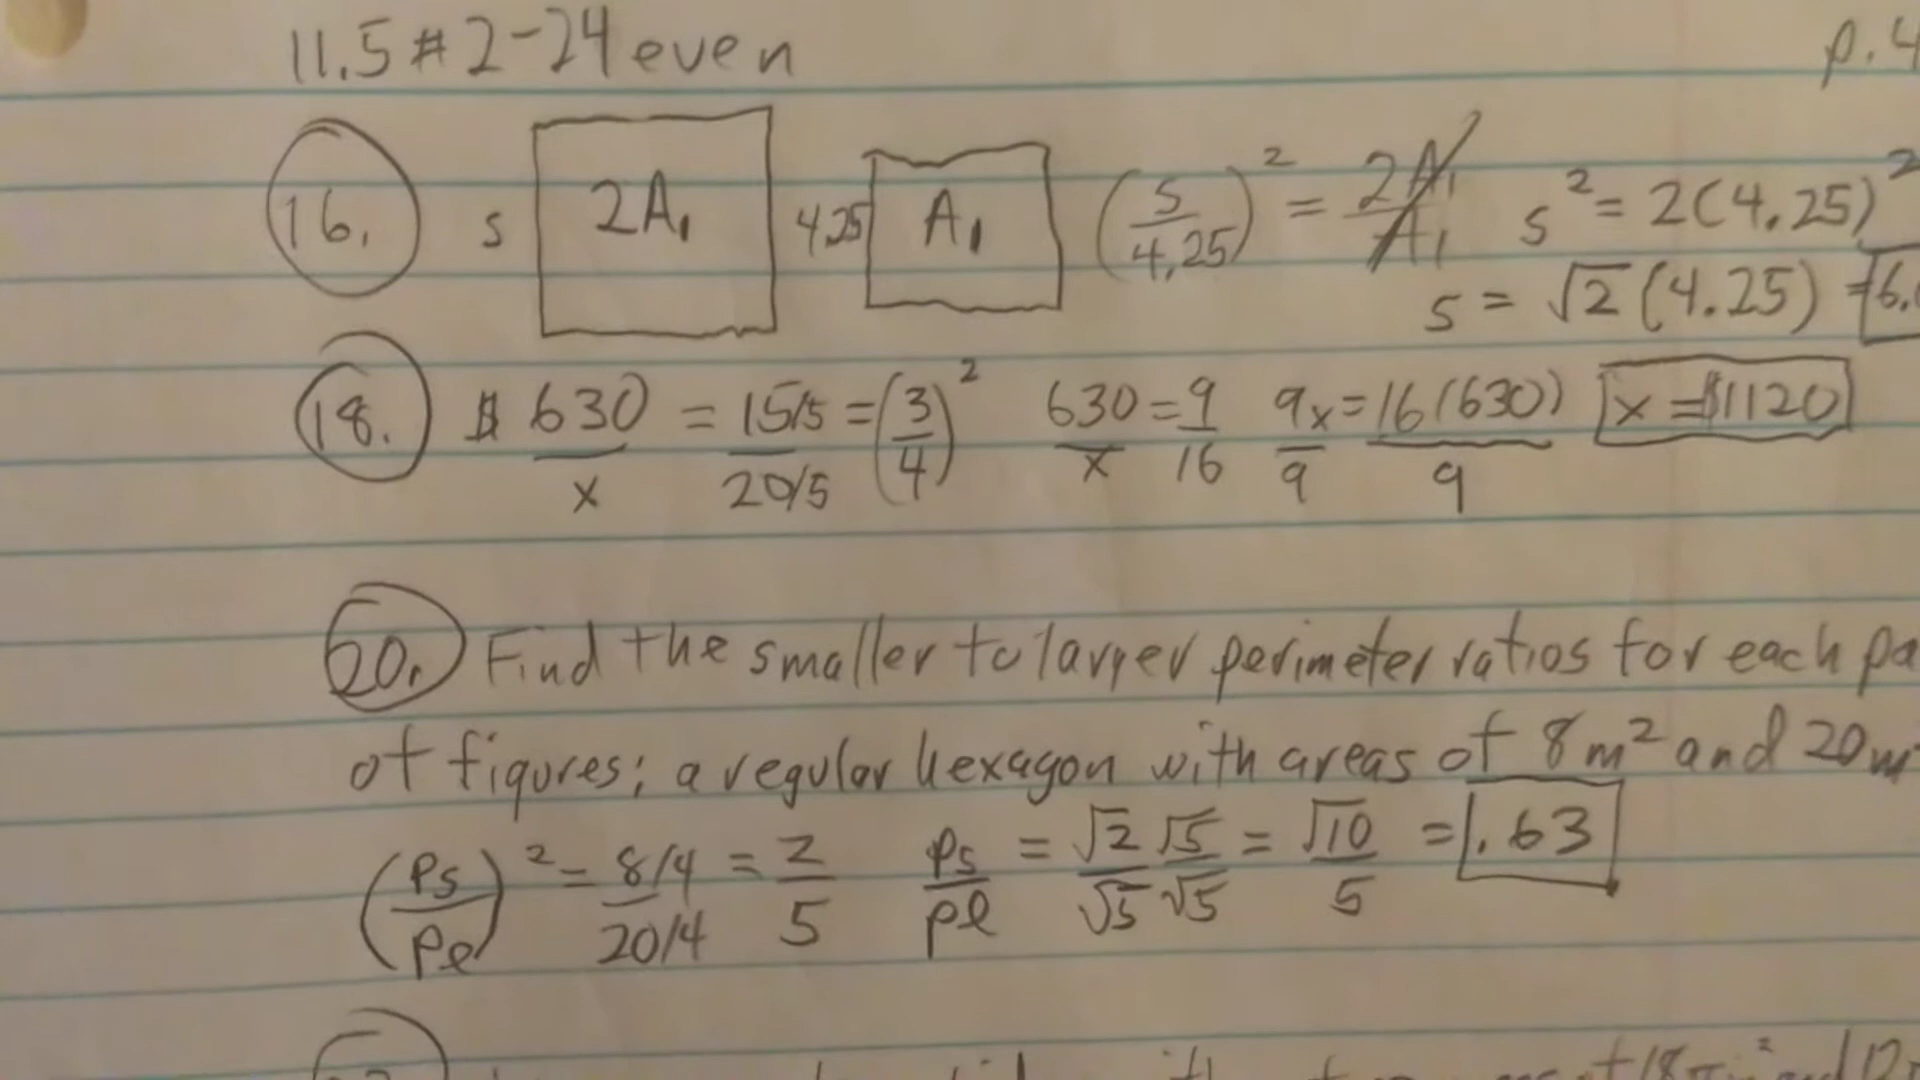 11.5 #2-24 even p. 4
16. s 2A₁ 4.25 A₁ (s/4.25)² = 2A₁/A₁ s² = 2(4.25)²
s = √2(4.25) = 6.
18. $ 630/x = 15/5/20/5 = (3/4)² 630/x = 9/16 9x/9 = 16(630)/9 x = $1120
20. Find the smaller to larger perimeter ratios for each pa
of figures; a regular hexagon with areas of 8m² and 20m
(Ps/Pl)² = 8/4/20/4 = 2/5 Ps/Pl = √2/√5 √5/√5 = √10/5 = .63